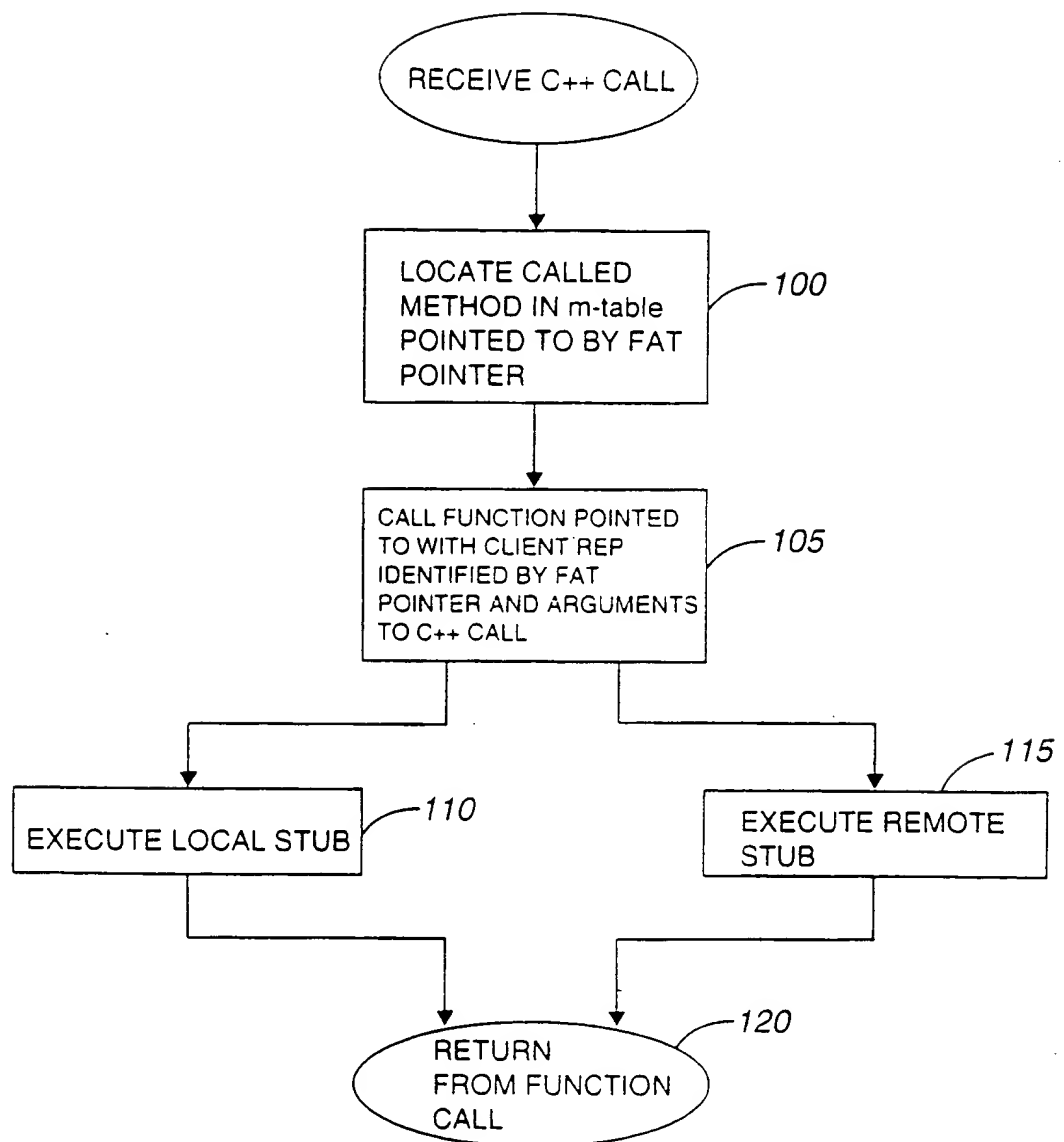 RECEIVE C++ CALL
LOCATE CALLED
METHOD IN m-table
POINTED TO BY FAT
POINTER
100
CALL FUNCTION POINTED
TO WITH CLIENT REP
IDENTIFIED BY FAT
POINTER AND ARGUMENTS
TO C++ CALL
105
EXECUTE LOCAL STUB
110
EXECUTE REMOTE
STUB
115
RETURN
FROM FUNCTION
CALL
120